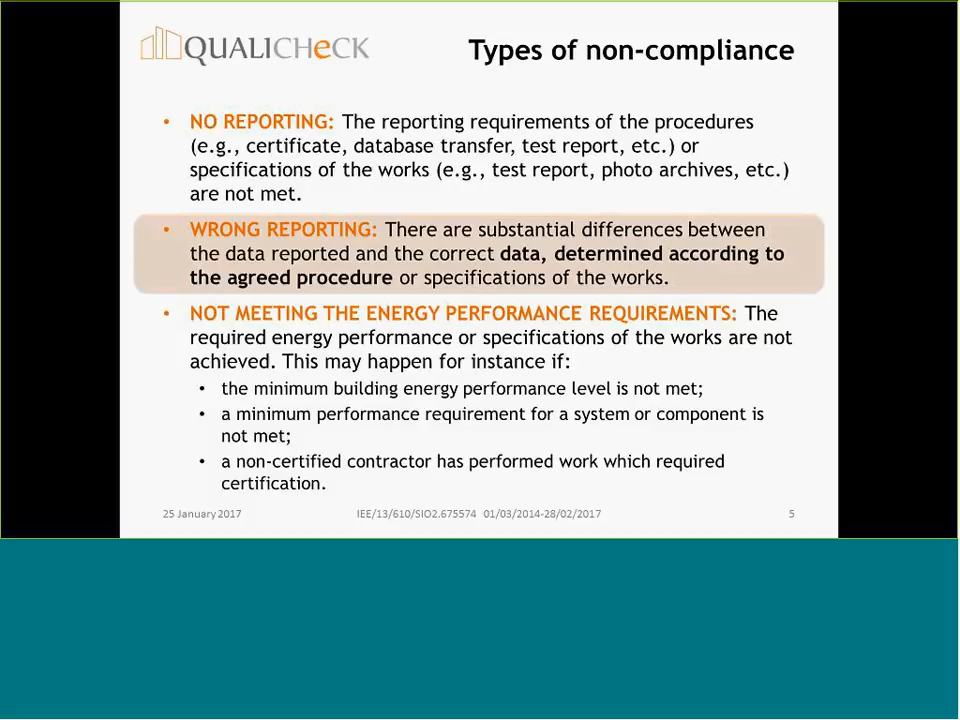 QUALICHeCK
Types of non-compliance
• NO REPORTING: The reporting requirements of the procedures
(e.g., certificate, database transfer, test report, etc.) or
specifications of the works (e.g., test report, photo archives, etc.)
are not met.
• WRONG REPORTING: There are substantial differences between
the data reported and the correct data, determined according to
the agreed procedure or specifications of the works.
• NOT MEETING THE ENERGY PERFORMANCE REQUIREMENTS: The
required energy performance or specifications of the works are not
achieved. This may happen for instance if:
• the minimum building energy performance level is not met;
• a minimum performance requirement for a system or component is
not met;
• a non-certified contractor has performed work which required
certification.
25 January 2017 IEE/13/610/SIO2.675574 01/03/2014-28/02/2017 5